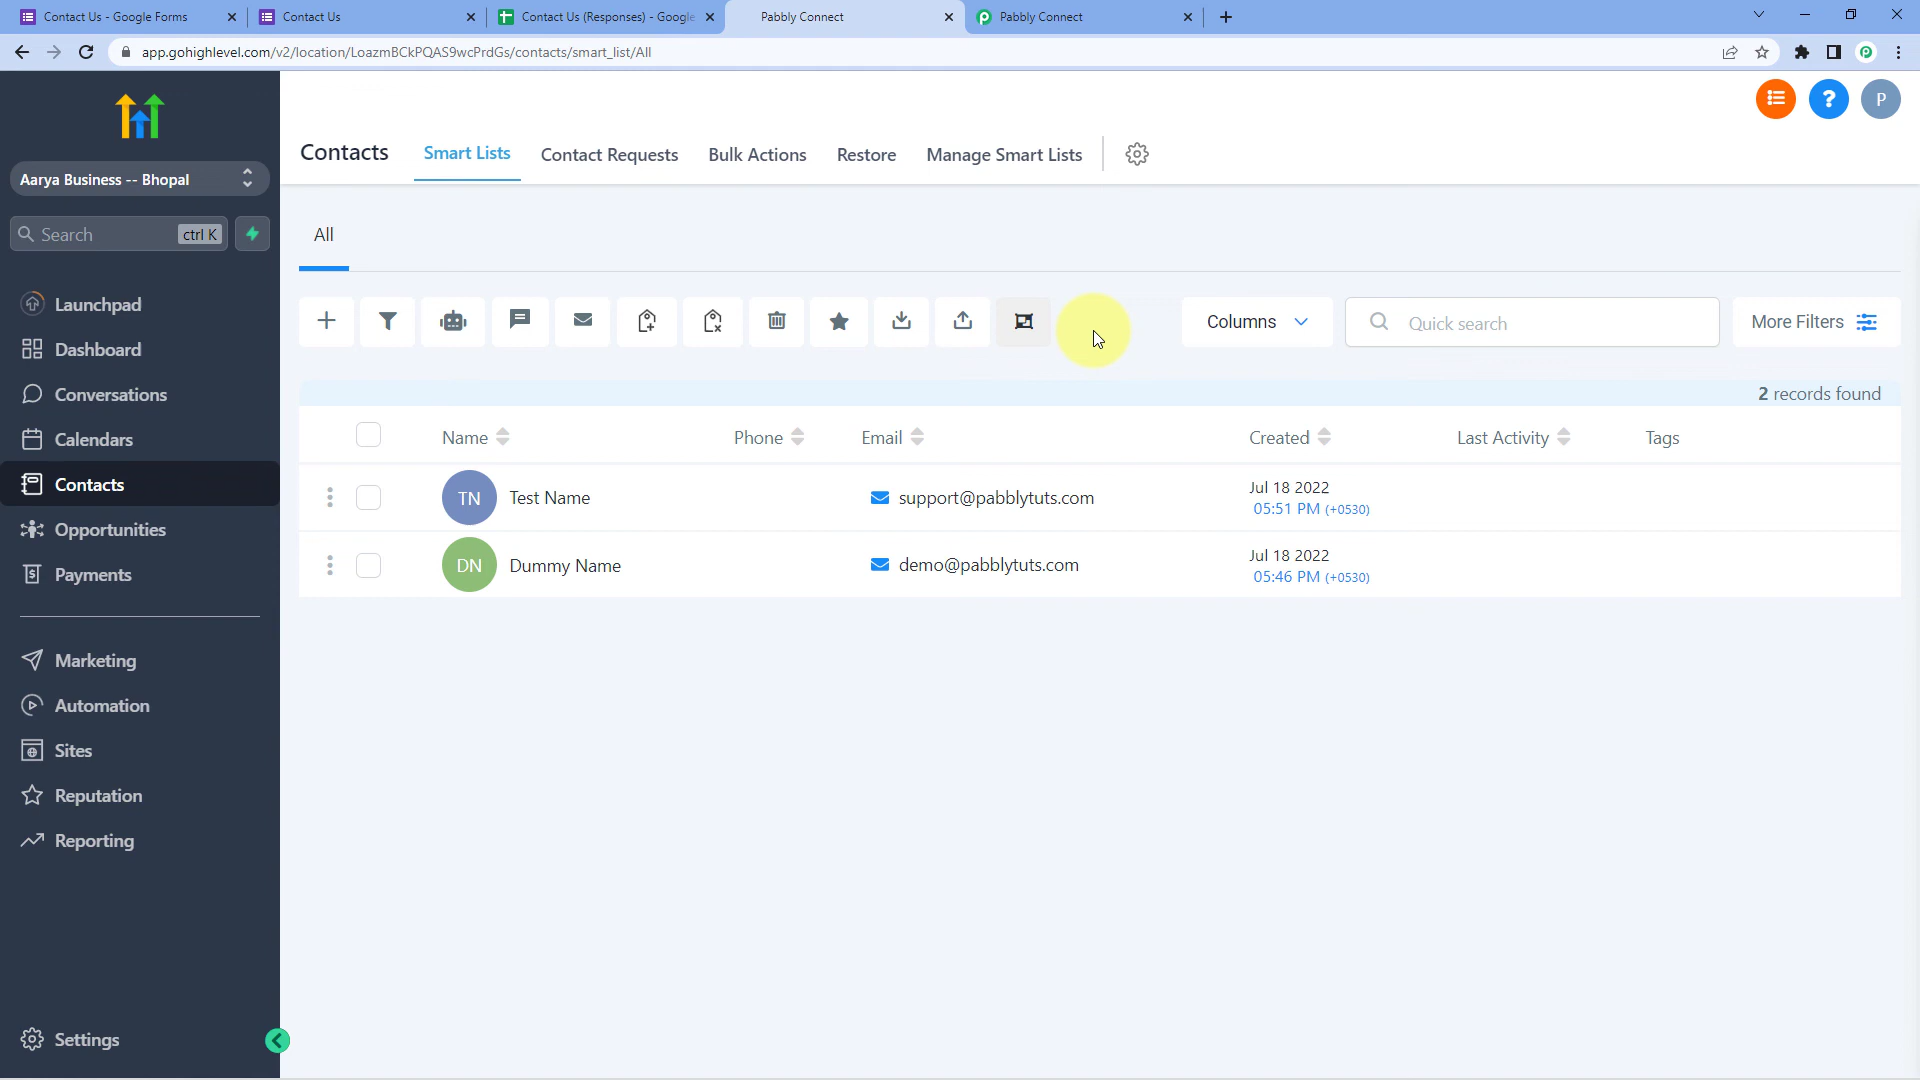 Contact Us - Google Forms
Contact Us
Contact Us (Responses) - Google
Pabbly Connect
Pabbly Connect
app.gohighlevel.com/v2/location/LoazmBCkPQAS9wcPrdGs/contacts/smart_list/All
P
Contacts
Smart Lists
Contact Requests
Bulk Actions
Restore
Manage Smart Lists
Aarya Business -- Bhopal
Search
ctrl K
Launchpad
Dashboard
Conversations
Calendars
Contacts
Opportunities
Payments
Marketing
Automation
Sites
Reputation
Reporting
Settings
All
Columns
Quick search
More Filters
2 records found
Name
Phone
Email
Created
Last Activity
Tags
TN
Test Name
support@pabblytuts.com
Jul 18 2022
05:51 PM (+0530)
DN
Dummy Name
demo@pabblytuts.com
Jul 18 2022
05:46 PM (+0530)